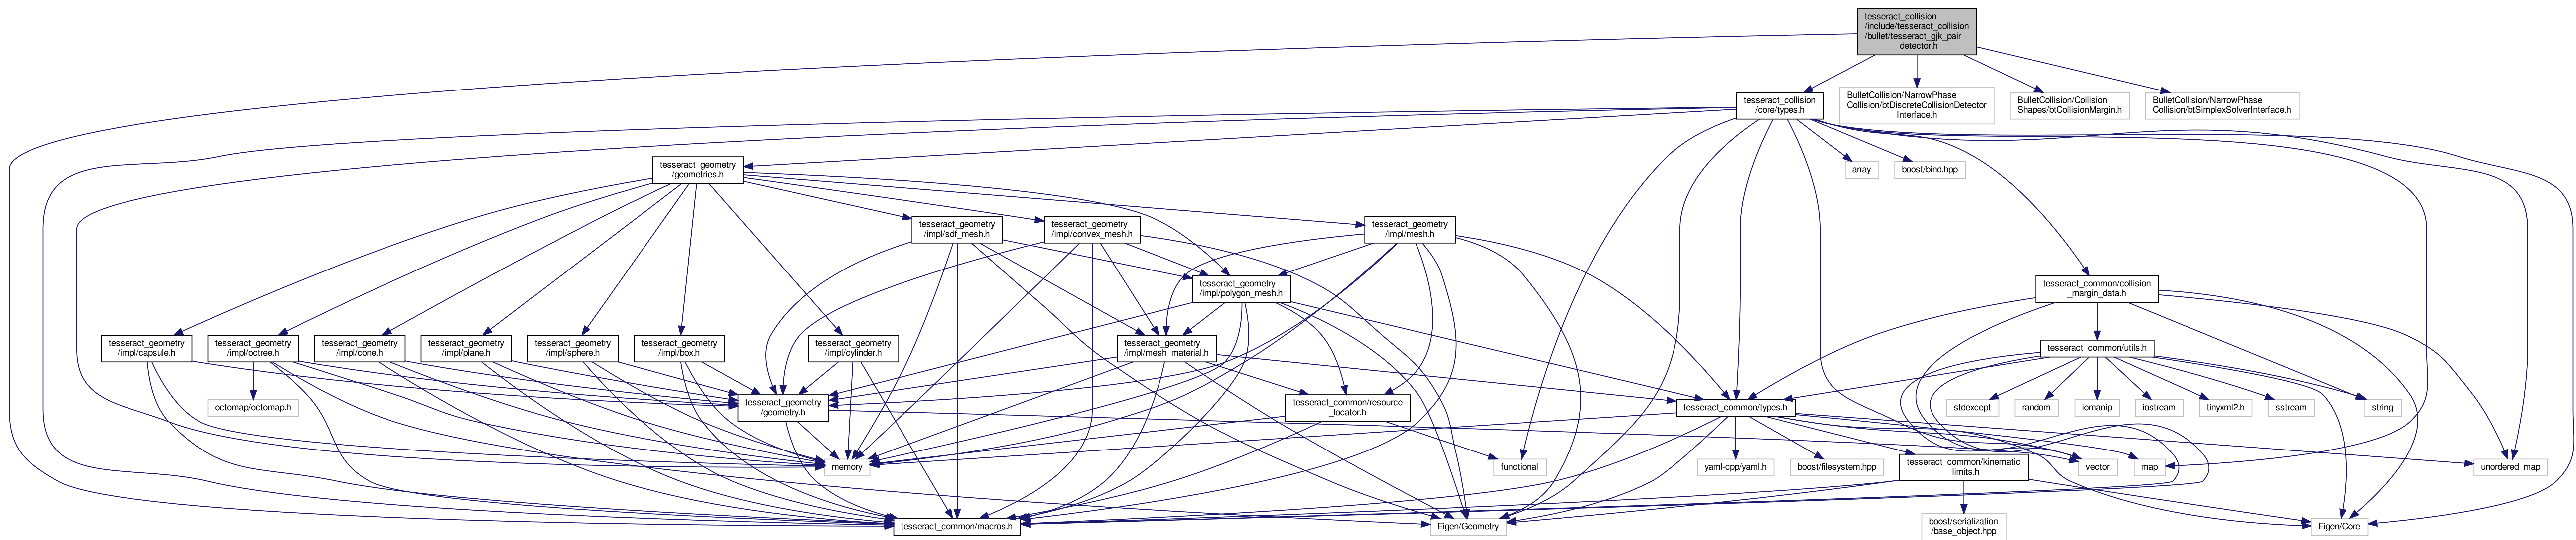 tesseract_collision
/include/tesseract_collision
/bullet/tesseract_gjk_pair
_detector.h
tesseract_collision
/core/types.h
BulletCollision/NarrowPhase
Collision/btDiscreteCollisionDetector
Interface.h
BulletCollision/Collision
Shapes/btCollisionMargin.h
BulletCollision/NarrowPhase
Collision/btSimplexSolverInterface.h
tesseract_geometry
/geometries.h
array
boost/bind.hpp
tesseract_geometry
/impl/sdf_mesh.h
tesseract_geometry
/impl/convex_mesh.h
tesseract_geometry
/impl/mesh.h
tesseract_geometry
/impl/polygon_mesh.h
tesseract_common/collision
_margin_data.h
tesseract_geometry
/impl/capsule.h
tesseract_geometry
/impl/octree.h
tesseract_geometry
/impl/cone.h
tesseract_geometry
/impl/plane.h
tesseract_geometry
/impl/sphere.h
tesseract_geometry
/impl/box.h
tesseract_geometry
/impl/cylinder.h
tesseract_geometry
/impl/mesh_material.h
tesseract_common/utils.h
octomap/octomap.h
tesseract_geometry
/geometry.h
tesseract_common/resource
_locator.h
tesseract_common/types.h
stdexcept
random
iomanip
iostream
tinyxml2.h
sstream
string
memory
functional
yaml-cpp/yaml.h
boost/filesystem.hpp
tesseract_common/kinematic
_limits.h
vector
map
unordered_map
tesseract_common/macros.h
Eigen/Geometry
boost/serialization
/base_object.hpp
Eigen/Core